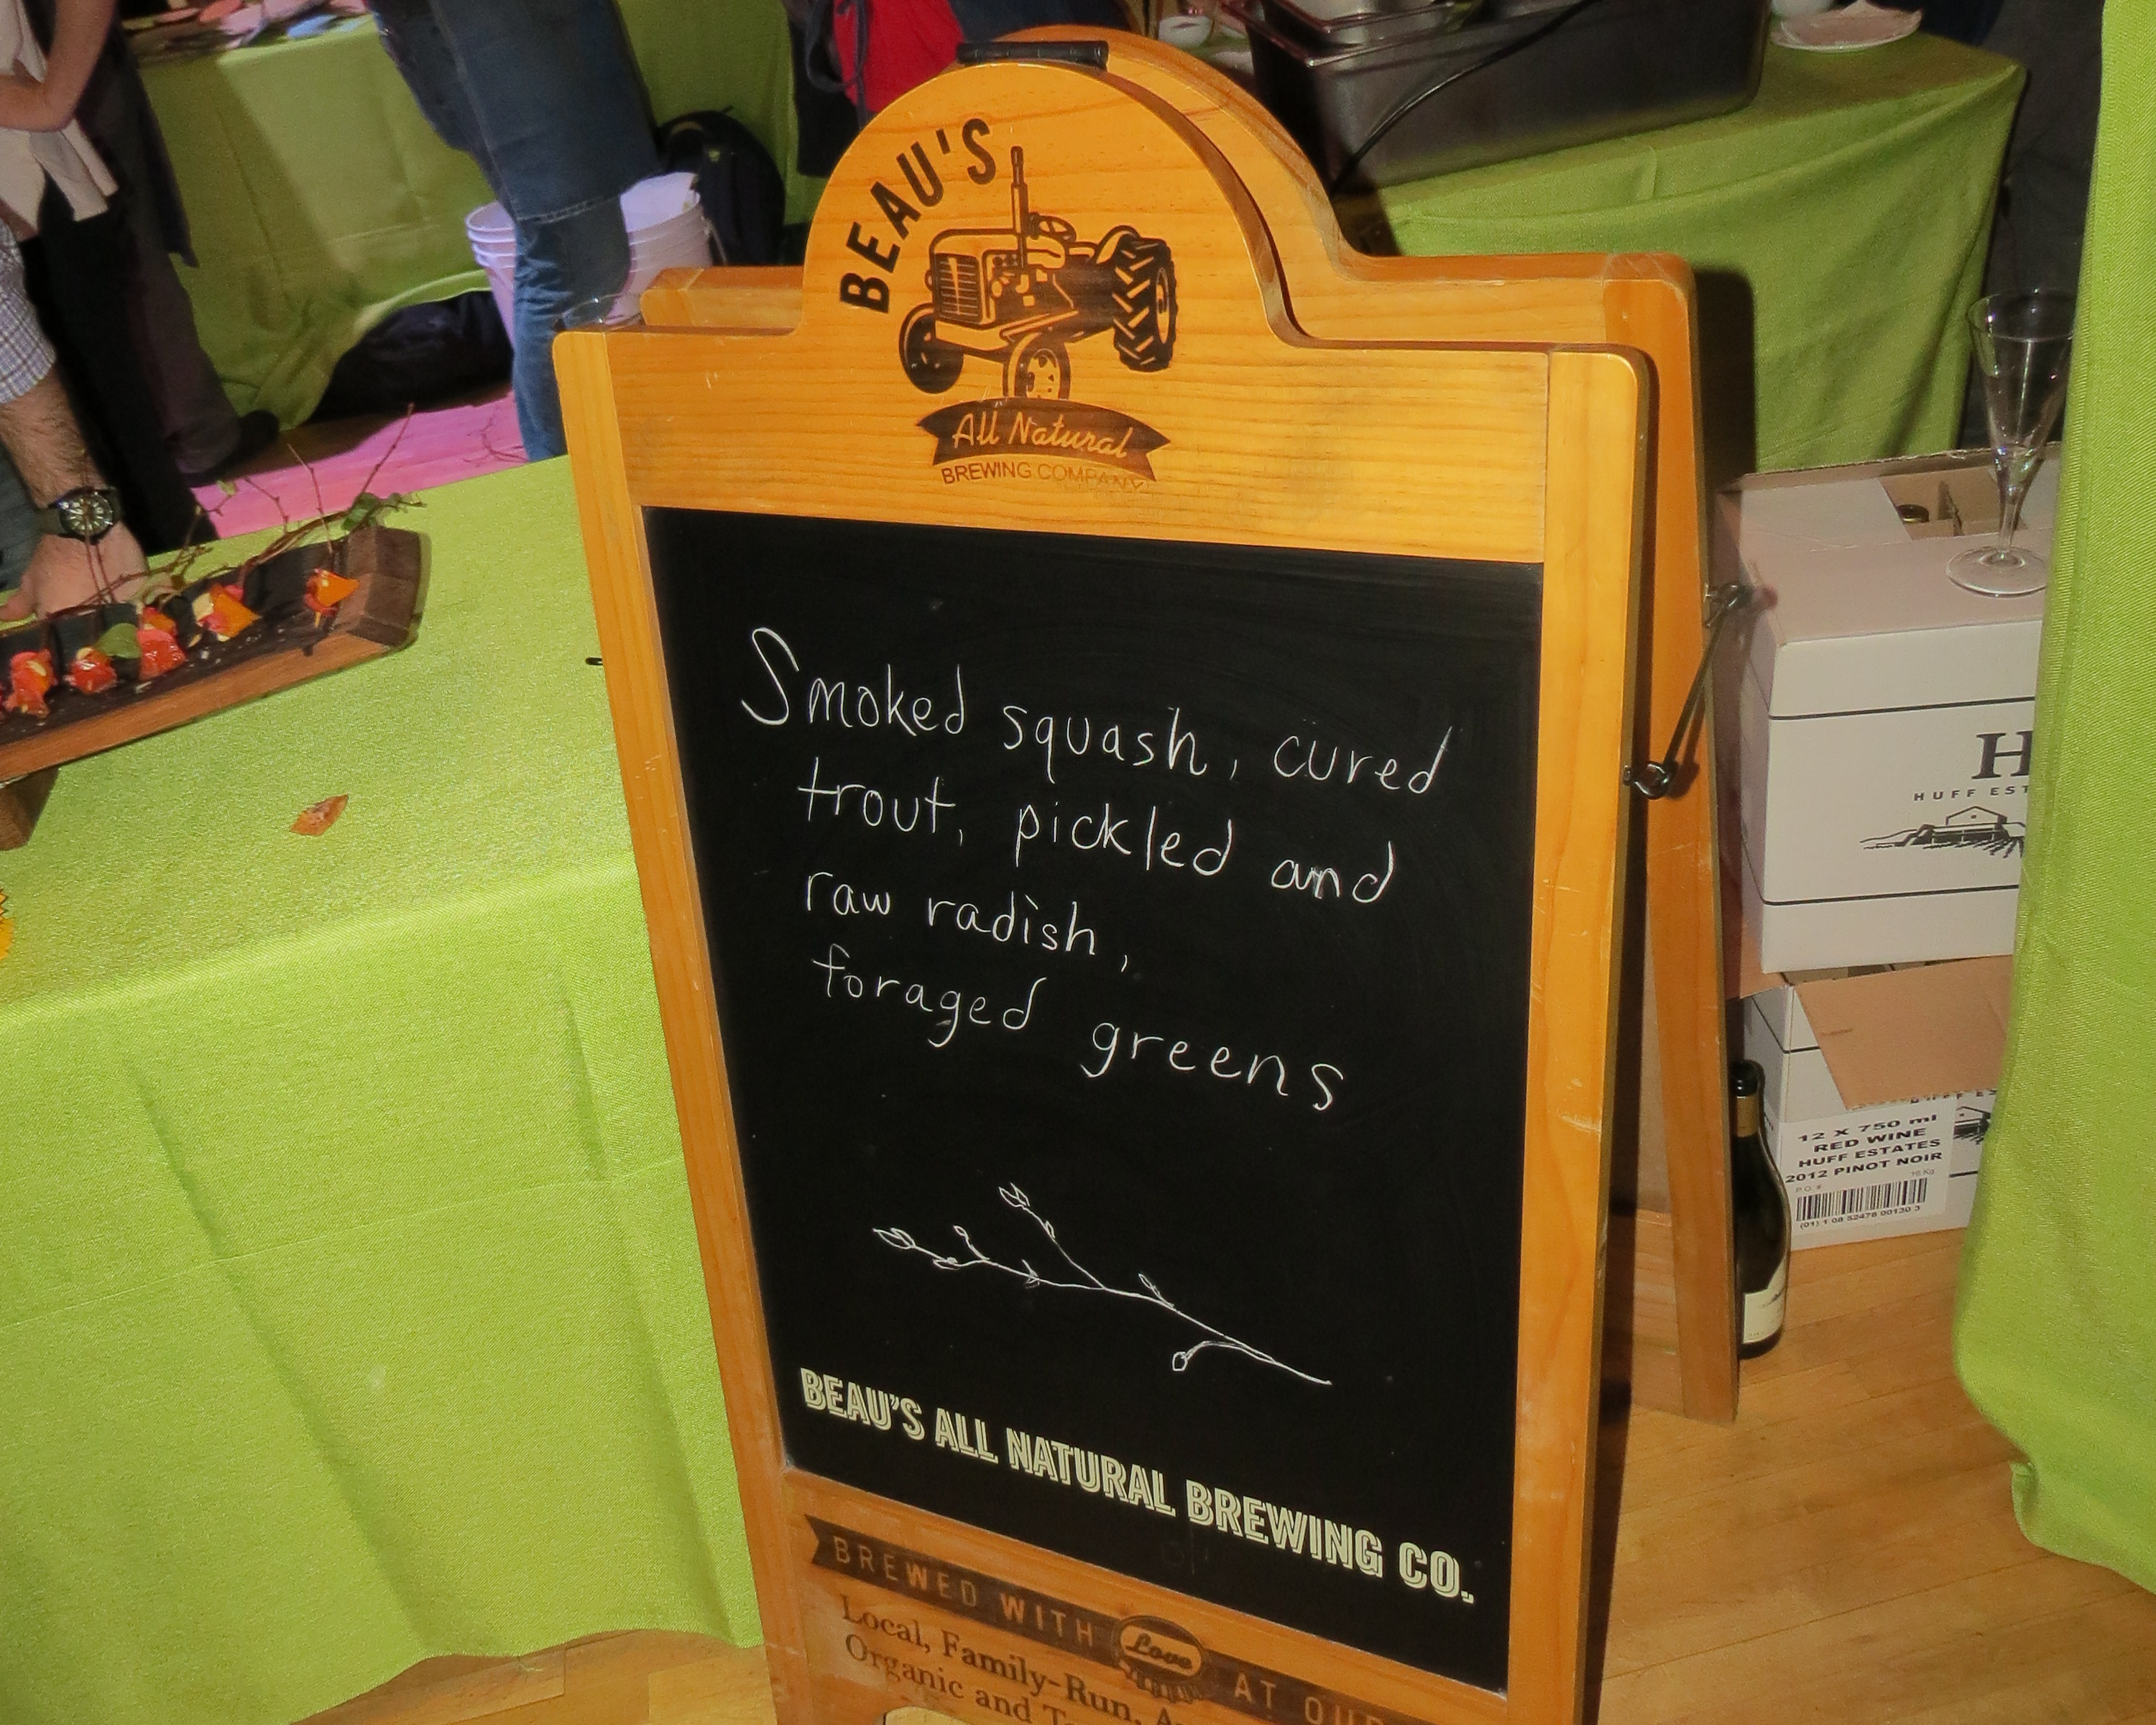 BEAU'S
All Natural
BREWING COMPANY
Smoked squash, cured
trout, pickled and
raw radish,
foraged greens
BEAU'S ALL NATURAL BREWING CO.
BREWED WITH Love AT OUR
Local, Family-Run,
Organic and
H
HUFF
12 X 750 ml
RED WINE
HUFF ESTATES
2012 PINOT NOIR